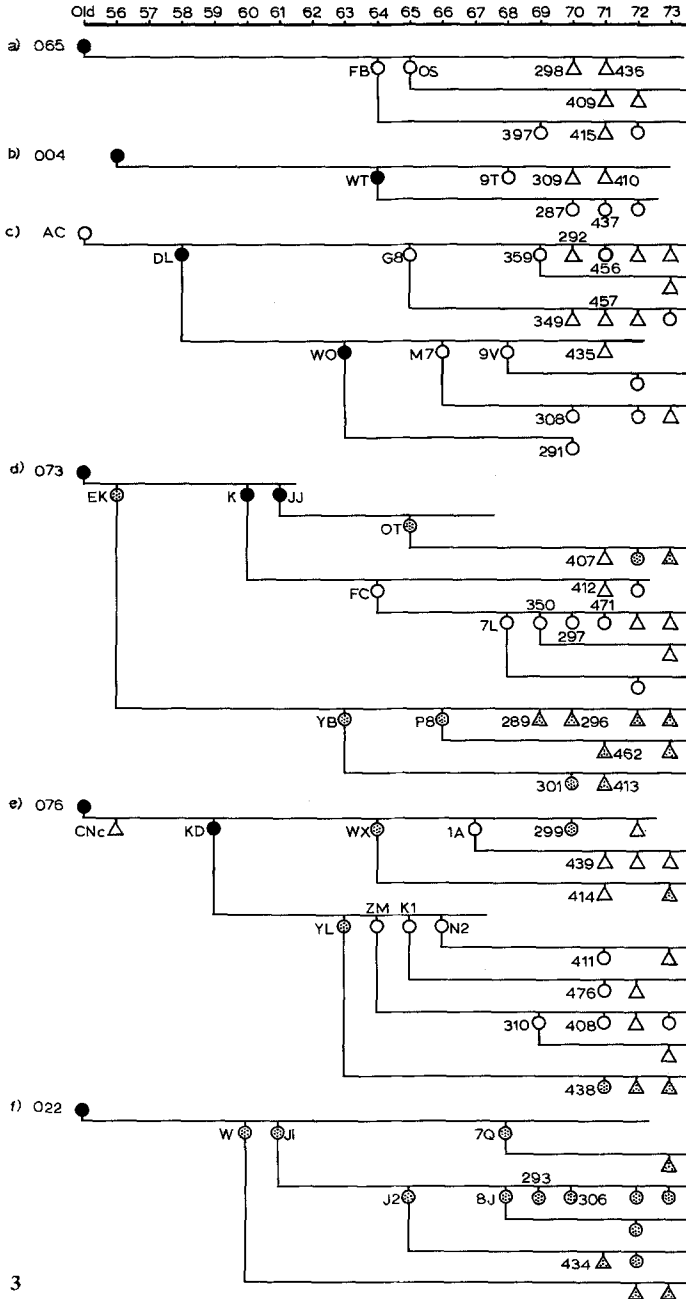 Old 56 57 58 59 60 61 62 63 64 65 66 67 68 69 70 71 72 73
a) 065
FB OS 298 436
409
397 415
b) 004
WT 9T 309 410
287 437
c) AC 292
DL G8 359 456
457
349
WO M7 9V 435
308
291
d) 073
EK K JJ
OT
407
412
FC 350 471
7L 297
YB P8 289 296
462
301 413
e) 076
CNc KD WX 1A 299
439
414
ZM K1
YL N2
411
476
310 408
438
f) 022
W JI 7Q
293
J2 8J 306
434
3